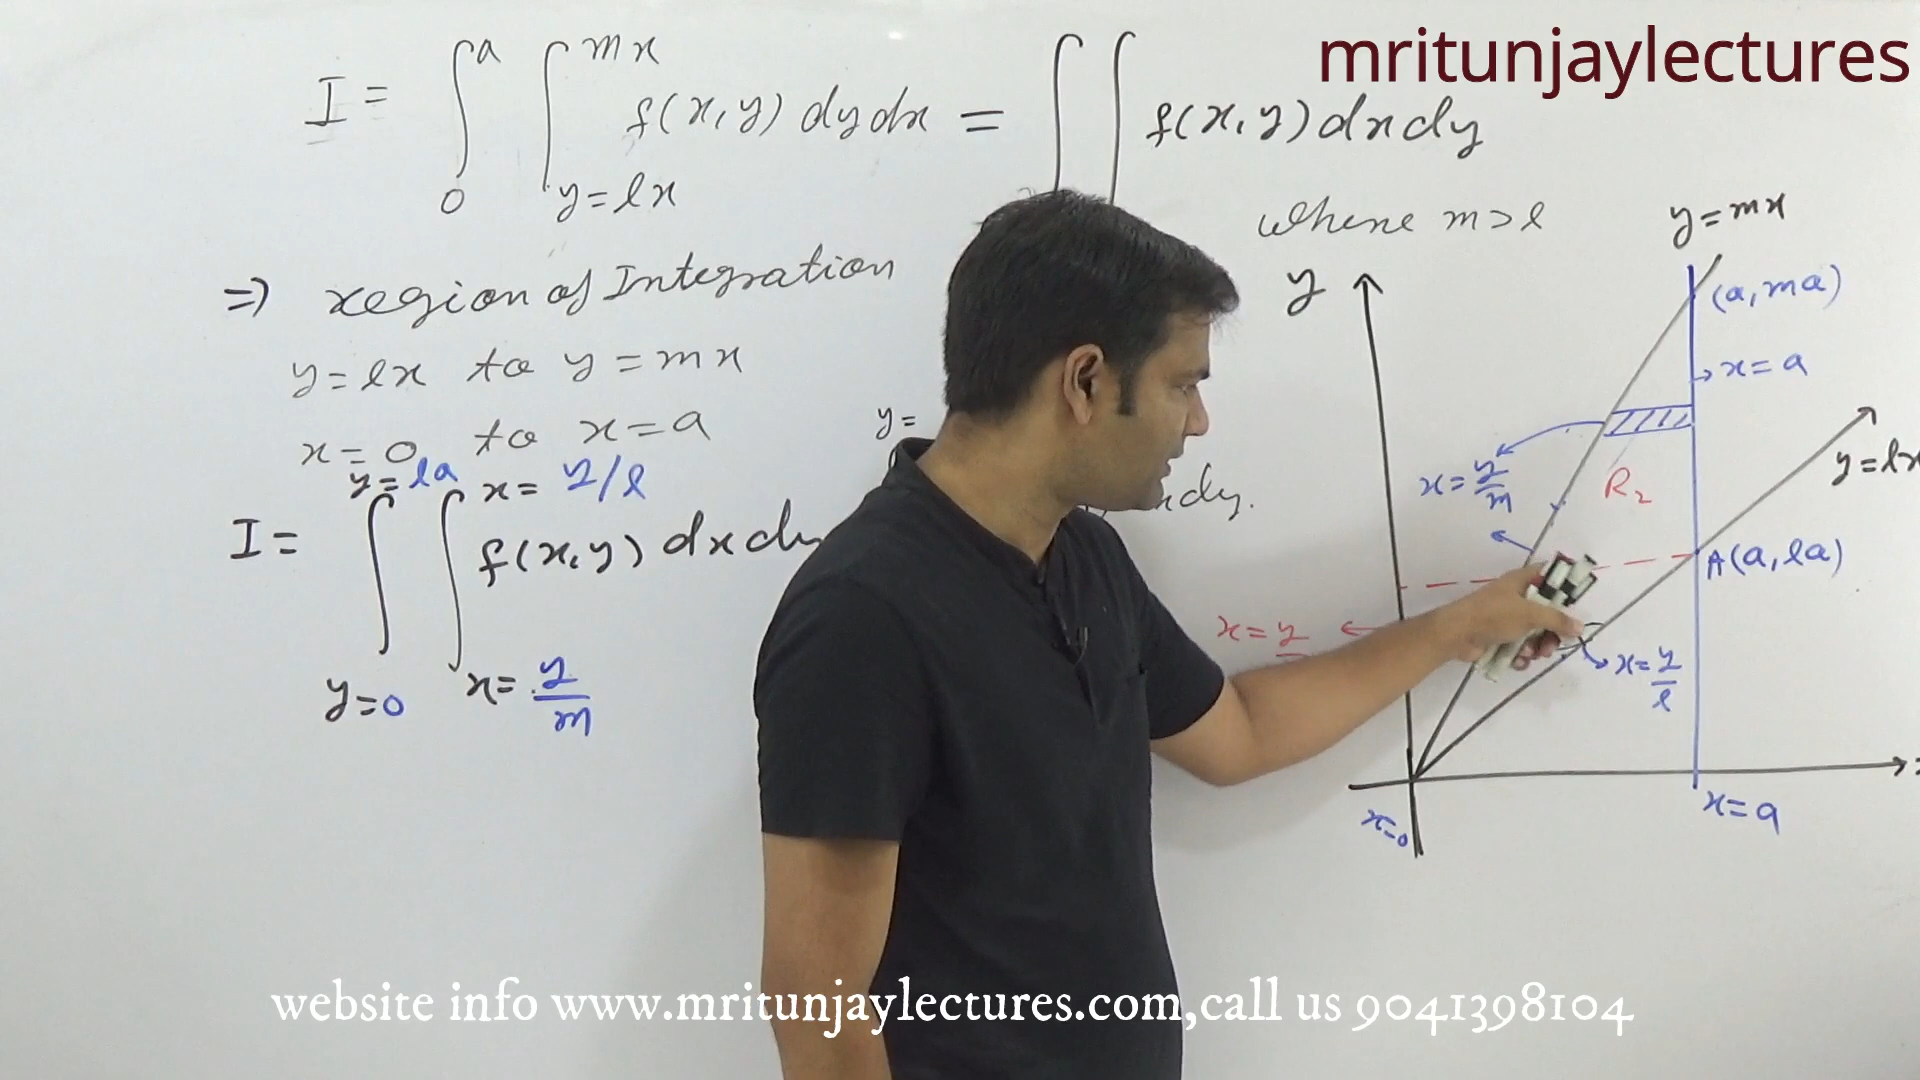 mritunjaylectures
I = ∫₀ᵃ ∫_{y=lx}^{mx} f(x,y) dy dx = ∫∫ f(x,y) dx dy
where m>l
⇒ region of Integration
y=lx to y=mx
x=0 to x=a
I = ∫_{y=0}^{y=la} ∫_{x=y/m}^{x=y/l} f(x,y) dx dy
y=
xdy.
y=mx
y
(a,ma)
→x=a
y=lx
x=y/m
R₂
A(a,la)
x=y
x=y/l
x=0
x=a
website info www.mritunjaylectures.com,call us 9041398104